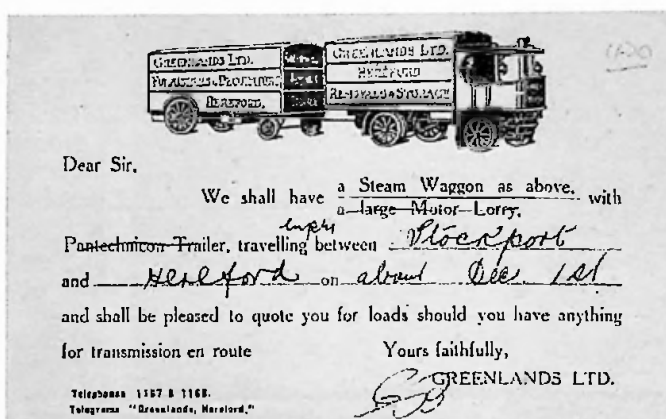 GREENLANDS LTD. GREENLANDS LTD.
FURNISHERS & DECORATORS HEREFORD
HEREFORD. REMOVALS & STORAGE
Dear Sir,
We shall have a Steam Waggon as above. with
a large Motor Lorry,
empty
Pantechnicon Trailer, travelling between Stockport
and Hereford on about Dec. 1st
and shall be pleased to quote you for loads should you have anything
for transmission en route Yours faithfully,
GREENLANDS LTD.
Telephones 1167 & 1168.
Telegrams "Greenlands, Hereford."